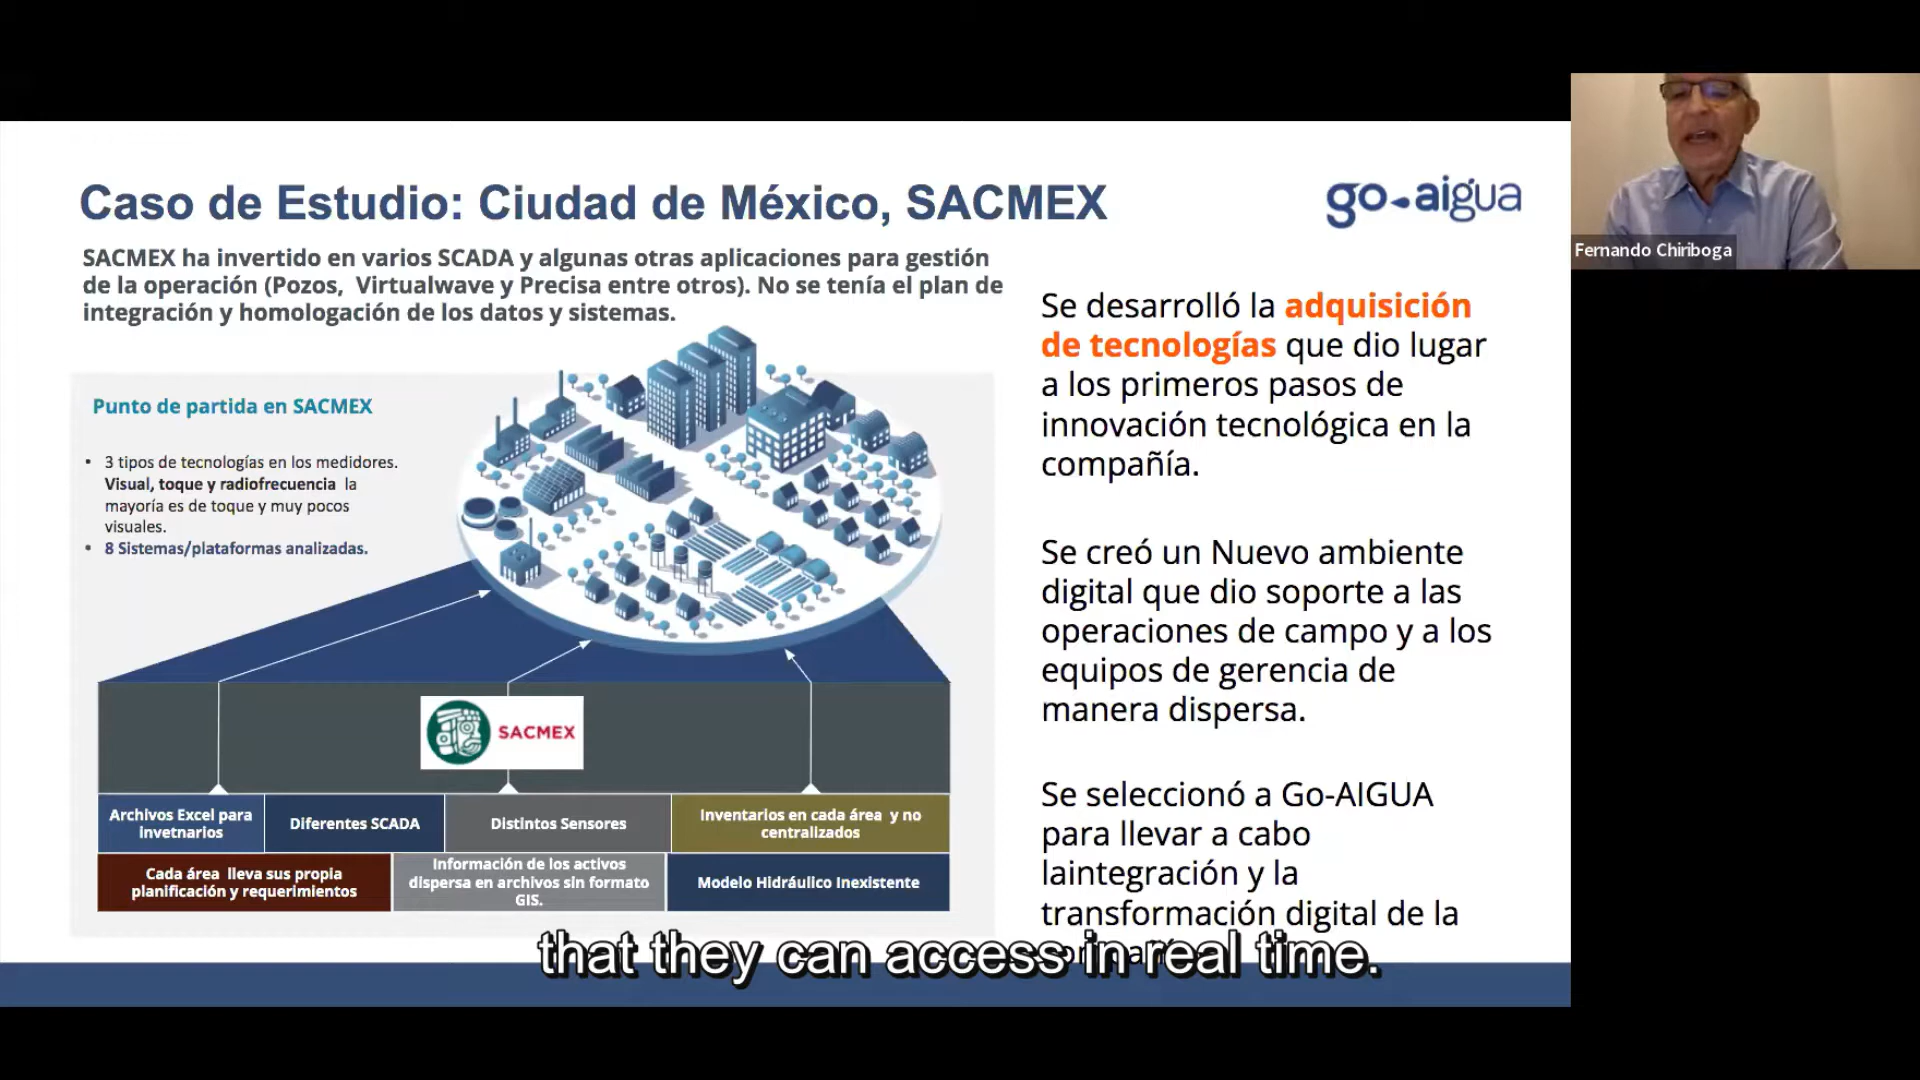 Caso de Estudio: Ciudad de México, SACMEX
go-aigua
SACMEX ha invertido en varios SCADA y algunas otras aplicaciones para gestión
de la operación (Pozos, Virtualwave y Precisa entre otros). No se tenía el plan de
integración y homologación de los datos y sistemas.
Punto de partida en SACMEX
• 3 tipos de tecnologías en los medidores.
Visual, toque y radiofrecuencia la
mayoría es de toque y muy pocos
visuales.
• 8 Sistemas/plataformas analizadas.
SACMEX
Archivos Excel para
invetnarios
Diferentes SCADA
Distintos Sensores
Inventarios en cada área y no
centralizados
Cada área lleva sus propia
planificación y requerimientos
Información de los activos
dispersa en archivos sin formato
GIS.
Modelo Hidráulico Inexistente
Se desarrolló la adquisición
de tecnologías que dio lugar
a los primeros pasos de
innovación tecnológica en la
compañía.
Se creó un Nuevo ambiente
digital que dio soporte a las
operaciones de campo y a los
equipos de gerencia de
manera dispersa.
Se seleccionó a Go-AIGUA
para llevar a cabo
laintegración y la
transformación digital de la
that they can access in real time.
Fernando Chiriboga